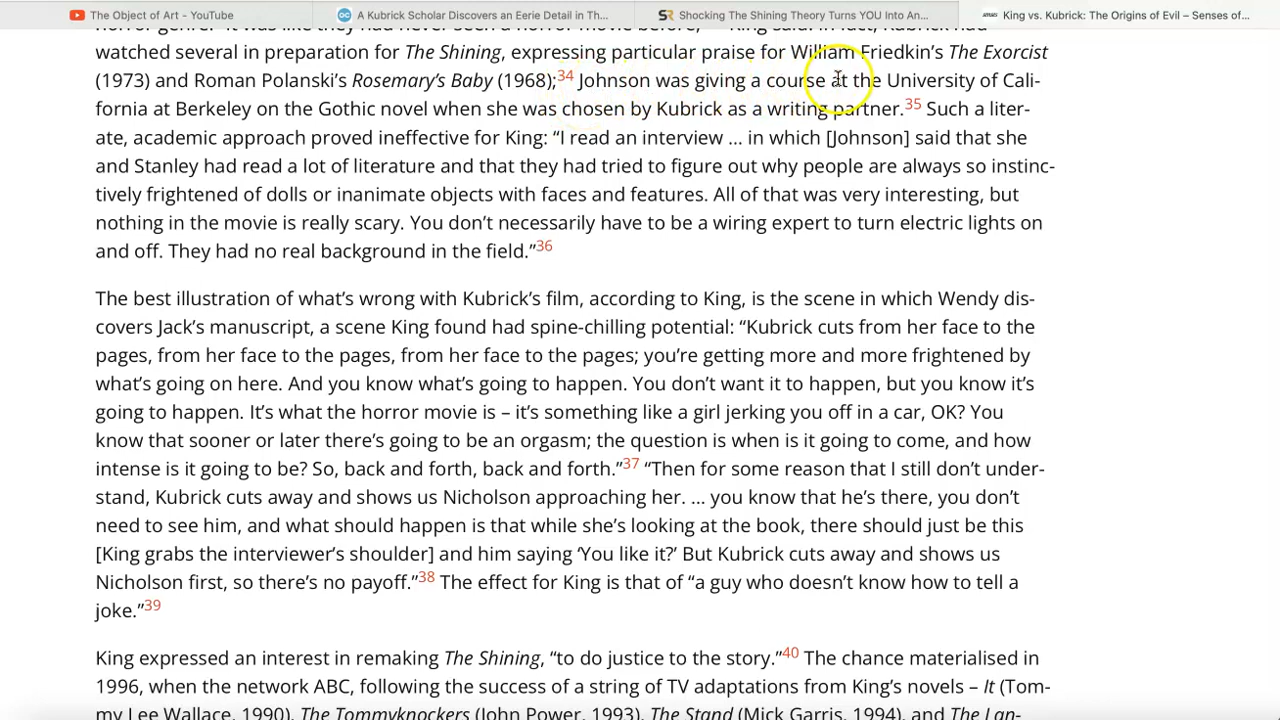 The Object of Art – YouTube
A Kubrick Scholar Discovers an Eerie Detail in Th...
Shocking The Shining Theory Turns YOU Into An...
King vs. Kubrick: The Origins of Evil – Senses of...
watched several in preparation for The Shining, expressing particular praise for William Friedkin’s The Exorcist
(1973) and Roman Polanski’s Rosemary’s Baby (1968);34 Johnson was giving a course at the University of Cali-
fornia at Berkeley on the Gothic novel when she was chosen by Kubrick as a writing partner.35 Such a liter-
ate, academic approach proved ineffective for King: “I read an interview ... in which [Johnson] said that she
and Stanley had read a lot of literature and that they had tried to figure out why people are always so instinc-
tively frightened of dolls or inanimate objects with faces and features. All of that was very interesting, but
nothing in the movie is really scary. You don’t necessarily have to be a wiring expert to turn electric lights on
and off. They had no real background in the field.”36
The best illustration of what’s wrong with Kubrick’s film, according to King, is the scene in which Wendy dis-
covers Jack’s manuscript, a scene King found had spine-chilling potential: “Kubrick cuts from her face to the
pages, from her face to the pages, from her face to the pages; you’re getting more and more frightened by
what’s going on here. And you know what’s going to happen. You don’t want it to happen, but you know it’s
going to happen. It’s what the horror movie is – it’s something like a girl jerking you off in a car, OK? You
know that sooner or later there’s going to be an orgasm; the question is when is it going to come, and how
intense is it going to be? So, back and forth, back and forth.”37 “Then for some reason that I still don’t under-
stand, Kubrick cuts away and shows us Nicholson approaching her. ... you know that he’s there, you don’t
need to see him, and what should happen is that while she’s looking at the book, there should just be this
[King grabs the interviewer’s shoulder] and him saying ‘You like it?’ But Kubrick cuts away and shows us
Nicholson first, so there’s no payoff.”38 The effect for King is that of “a guy who doesn’t know how to tell a
joke.”39
King expressed an interest in remaking The Shining, “to do justice to the story.”40 The chance materialised in
1996, when the network ABC, following the success of a string of TV adaptations from King’s novels – It (Tom-
my Lee Wallace, 1990), The Tommyknockers (John Power, 1993), The Stand (Mick Garris, 1994), and The Lan-